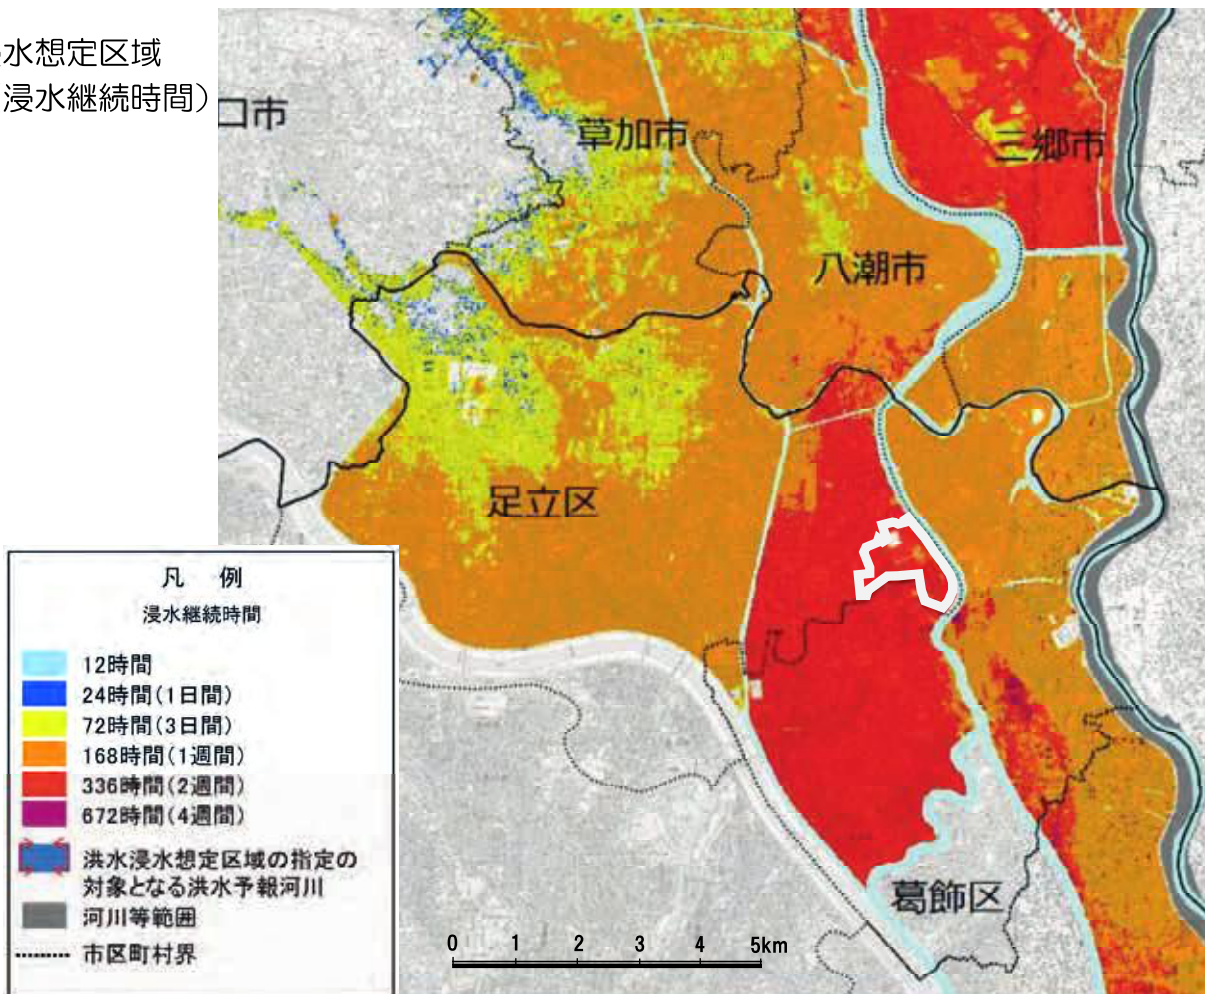 水想定区域
浸水継続時間）
口市
草加市
三郷市
八潮市
足立区
葛飾区
凡 例
浸水継続時間
12時間
24時間(1日間)
72時間(3日間)
168時間(1週間)
336時間(2週間)
672時間(4週間)
洪水浸水想定区域の指定の
対象となる洪水予報河川
河川等範囲
市区町村界
0 1 2 3 4 5km